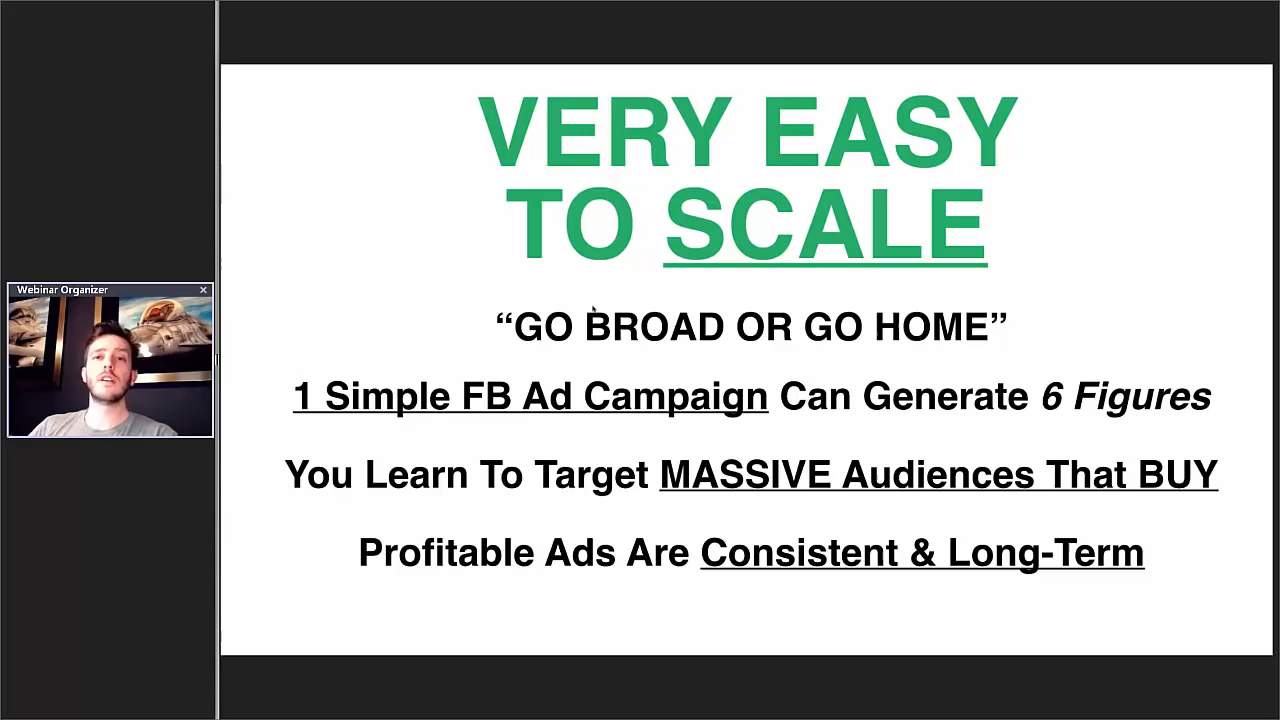 Webinar Organizer
VERY EASY
TO SCALE
“GO BROAD OR GO HOME”
1 Simple FB Ad Campaign Can Generate 6 Figures
You Learn To Target MASSIVE Audiences That BUY
Profitable Ads Are Consistent & Long-Term